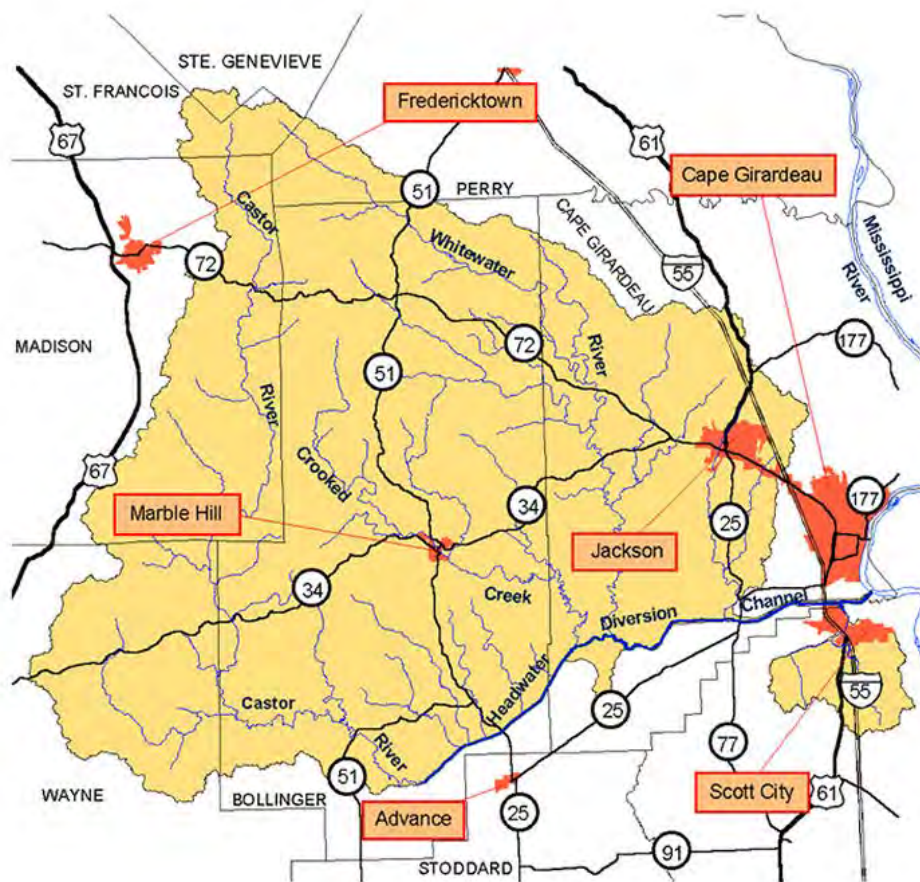 STE. GENEVIEVE
ST. FRANCOIS
Fredericktown
67
61
Cape Girardeau
51
PERRY
Castor
Whitewater
CAPE GIRARDEAU
Mississippi
River
55
72
MADISON
177
72
51
River
River
67
Crooked
Marble Hill
34
177
25
Jackson
34
Creek
Channel
Diversion
Headwater
Castor
River
25
55
77
51
WAYNE
BOLLINGER
Advance
25
Scott City
61
91
STODDARD